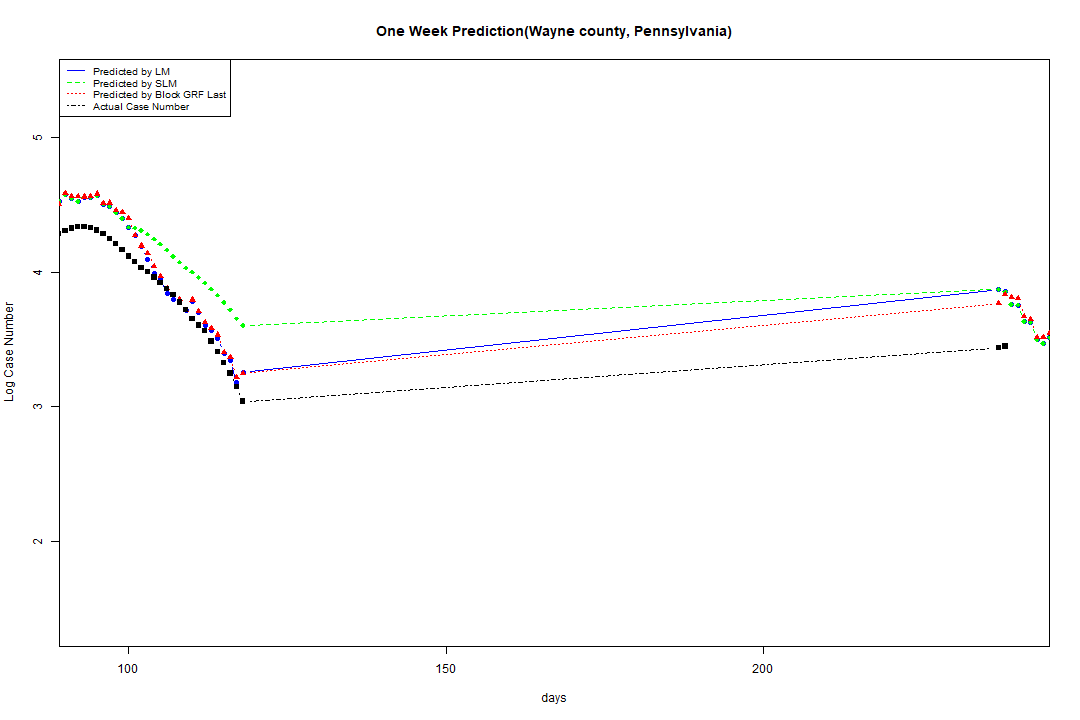 One Week Prediction(Wayne county, Pennsylvania)
Predicted by LM
Predicted by SLM
Predicted by Block GRF Last
Actual Case Number
5
4
3
2
Log Case Number
100 150 200
days